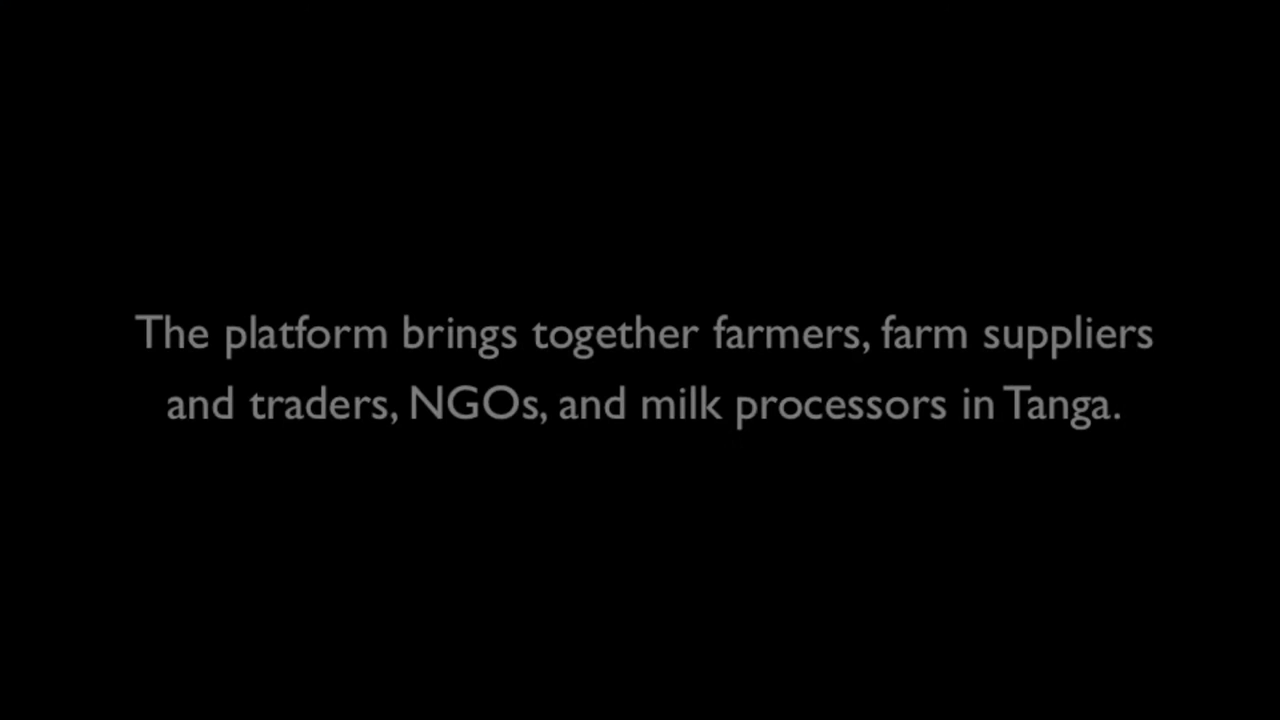 The platform brings together farmers, farm suppliers
and traders, NGOs, and milk processors in Tanga.